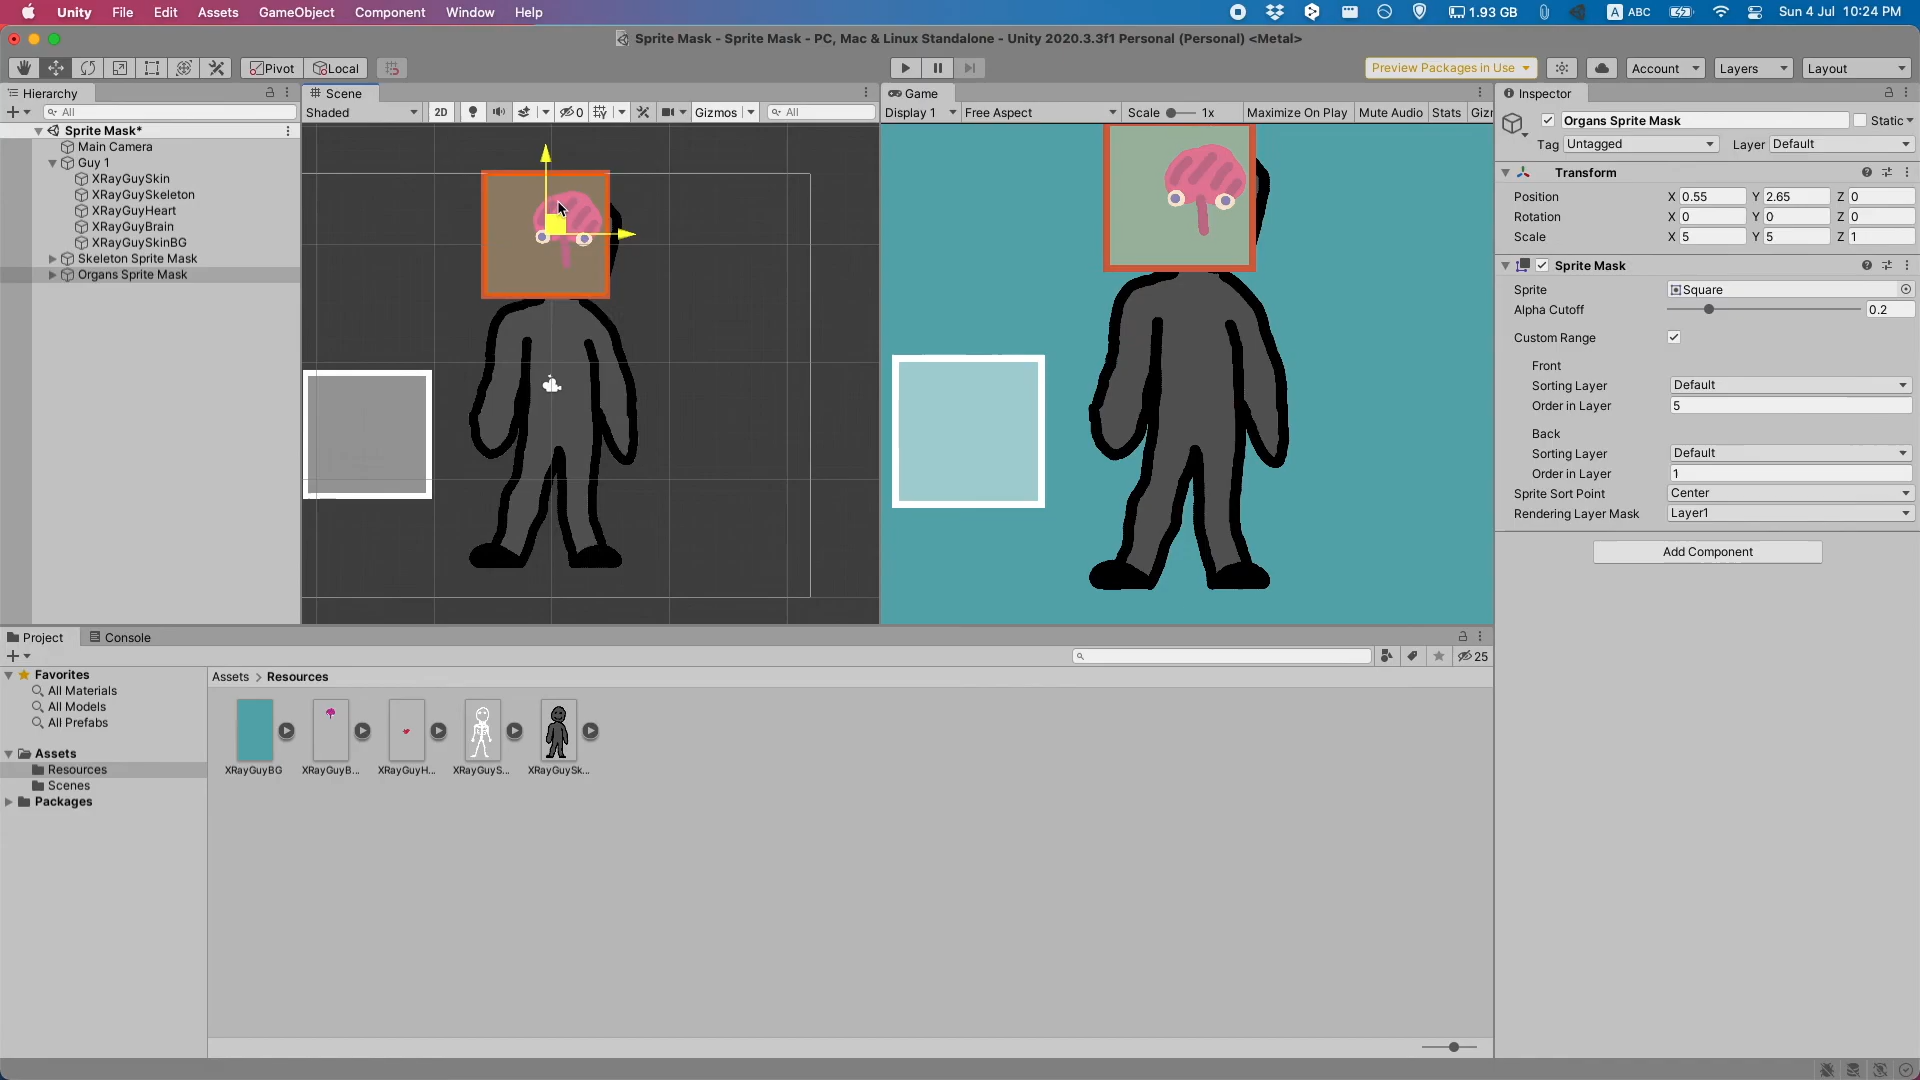 Unity File Edit Assets GameObject Component Window Help 1.93 GB A ABC Sun 4 Jul 10:24 PM
Sprite Mask - Sprite Mask - PC, Mac & Linux Standalone - Unity 2020.3.3f1 Personal (Personal) <Metal>
Pivot Local Preview Packages in Use Account Layers Layout
Hierarchy
All
Sprite Mask*
Main Camera
Guy 1
XRayGuySkin
XRayGuySkeleton
XRayGuyHeart
XRayGuyBrain
XRayGuySkinBG
Skeleton Sprite Mask
Organs Sprite Mask
Scene
Shaded 2D 0 Gizmos All
Game
Display 1 Free Aspect Scale 1x Maximize On Play Mute Audio Stats Giz
Inspector
Organs Sprite Mask Static
Tag Untagged Layer Default
Transform
Position X 0.55 Y 2.65 Z 0
Rotation X 0 Y 0 Z 0
Scale X 5 Y 5 Z 1
Sprite Mask
Sprite Square
Alpha Cutoff 0.2
Custom Range
Front
Sorting Layer Default
Order in Layer 5
Back
Sorting Layer Default
Order in Layer 1
Sprite Sort Point Center
Rendering Layer Mask Layer1
Add Component
Project Console
25
Favorites
All Materials
All Models
All Prefabs
Assets
Resources
Scenes
Packages
Assets > Resources
XRayGuyBG XRayGuyB... XRayGuyH... XRayGuyS... XRayGuySk...